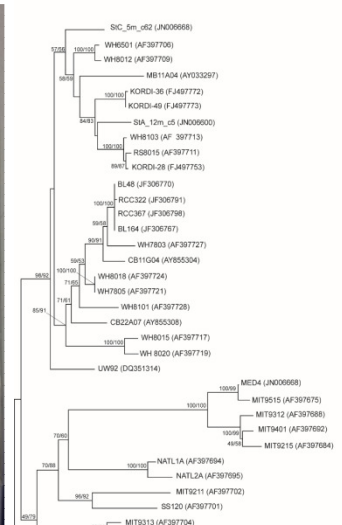 StC_5m_c62 (JN006668)
57/66
WH6501 (AF397706)
100/100
WH8012 (AF397709)
98/69
MB11A04 (AY033297)
KORDI-36 (FJ497772)
100/100
KORDI-49 (FJ497773)
84/83
StA_12m_c5 (JN006600)
WH8103 (AF 397713)
100/100
RS8015 (AF397711)
89/87
KORDI-28 (FJ497753)
BL48 (JF306770)
100/100
RCC322 (JF306791)
RCC367 (JF306798)
59/58
BL164 (JF306767)
90/91
WH7803 (AF397727)
59/53
CB11G04 (AY855304)
100/100
WH8018 (AF397724)
98/92
71/65
WH7805 (AF397721)
71/61
WH8101 (AF397728)
85/91
CB22A07 (AY855308)
WH8015 (AF397717)
100/100
WH 8020 (AF397719)
UW92 (DQ351314)
MED4 (JN006668)
100/99
MIT9515 (AF397675)
100/100
MIT9312 (AF397688)
100/99
MIT9401 (AF397692)
70/60
49/58
MIT9215 (AF397684)
NATL1A (AF397694)
70/88
100/100
NATL2A (AF397695)
MIT9211 (AF397702)
96/92
SS120 (AF397701)
49/79
MIT9313 (AF397704)